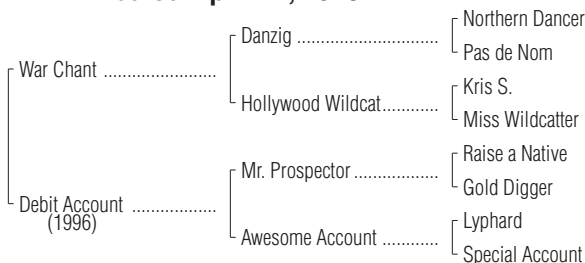 Northern Dancer
Danzig ..................................
Pas de Nom
War Chant ...........................
Kris S.
Hollywood Wildcat.............
Miss Wildcatter
Raise a Native
Mr. Prospector ....................
Gold Digger
Debit Account ....................
(1996)
Lyphard
Awesome Account .............
Special Account